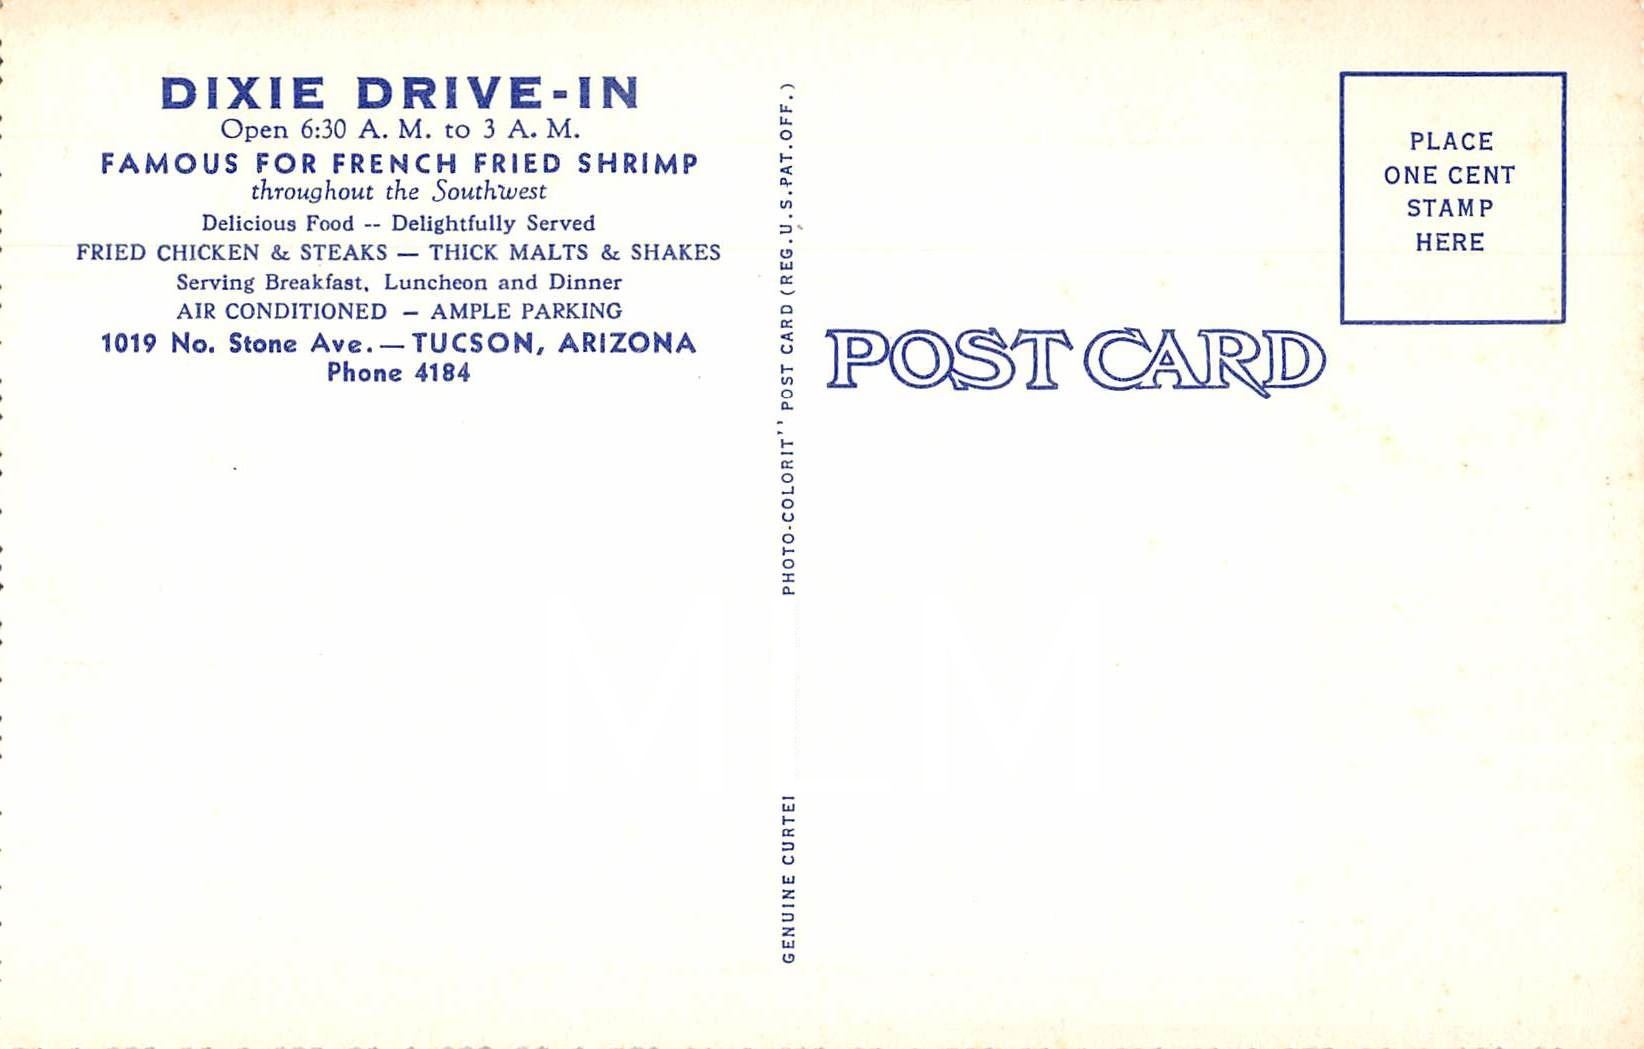 DIXIE DRIVE-IN
Open 6:30 A. M. to 3 A. M.
FAMOUS FOR FRENCH FRIED SHRIMP
throughout the Southwest
Delicious Food -- Delightfully Served
FRIED CHICKEN & STEAKS — THICK MALTS & SHAKES
Serving Breakfast, Luncheon and Dinner
AIR CONDITIONED — AMPLE PARKING
1019 No. Stone Ave.—TUCSON, ARIZONA
Phone 4184
GENUINE CURTEI
PHOTO-COLORIT" POST CARD (REG.U.S.PAT.OFF.)
POST CARD
PLACE
ONE CENT
STAMP
HERE
MLM